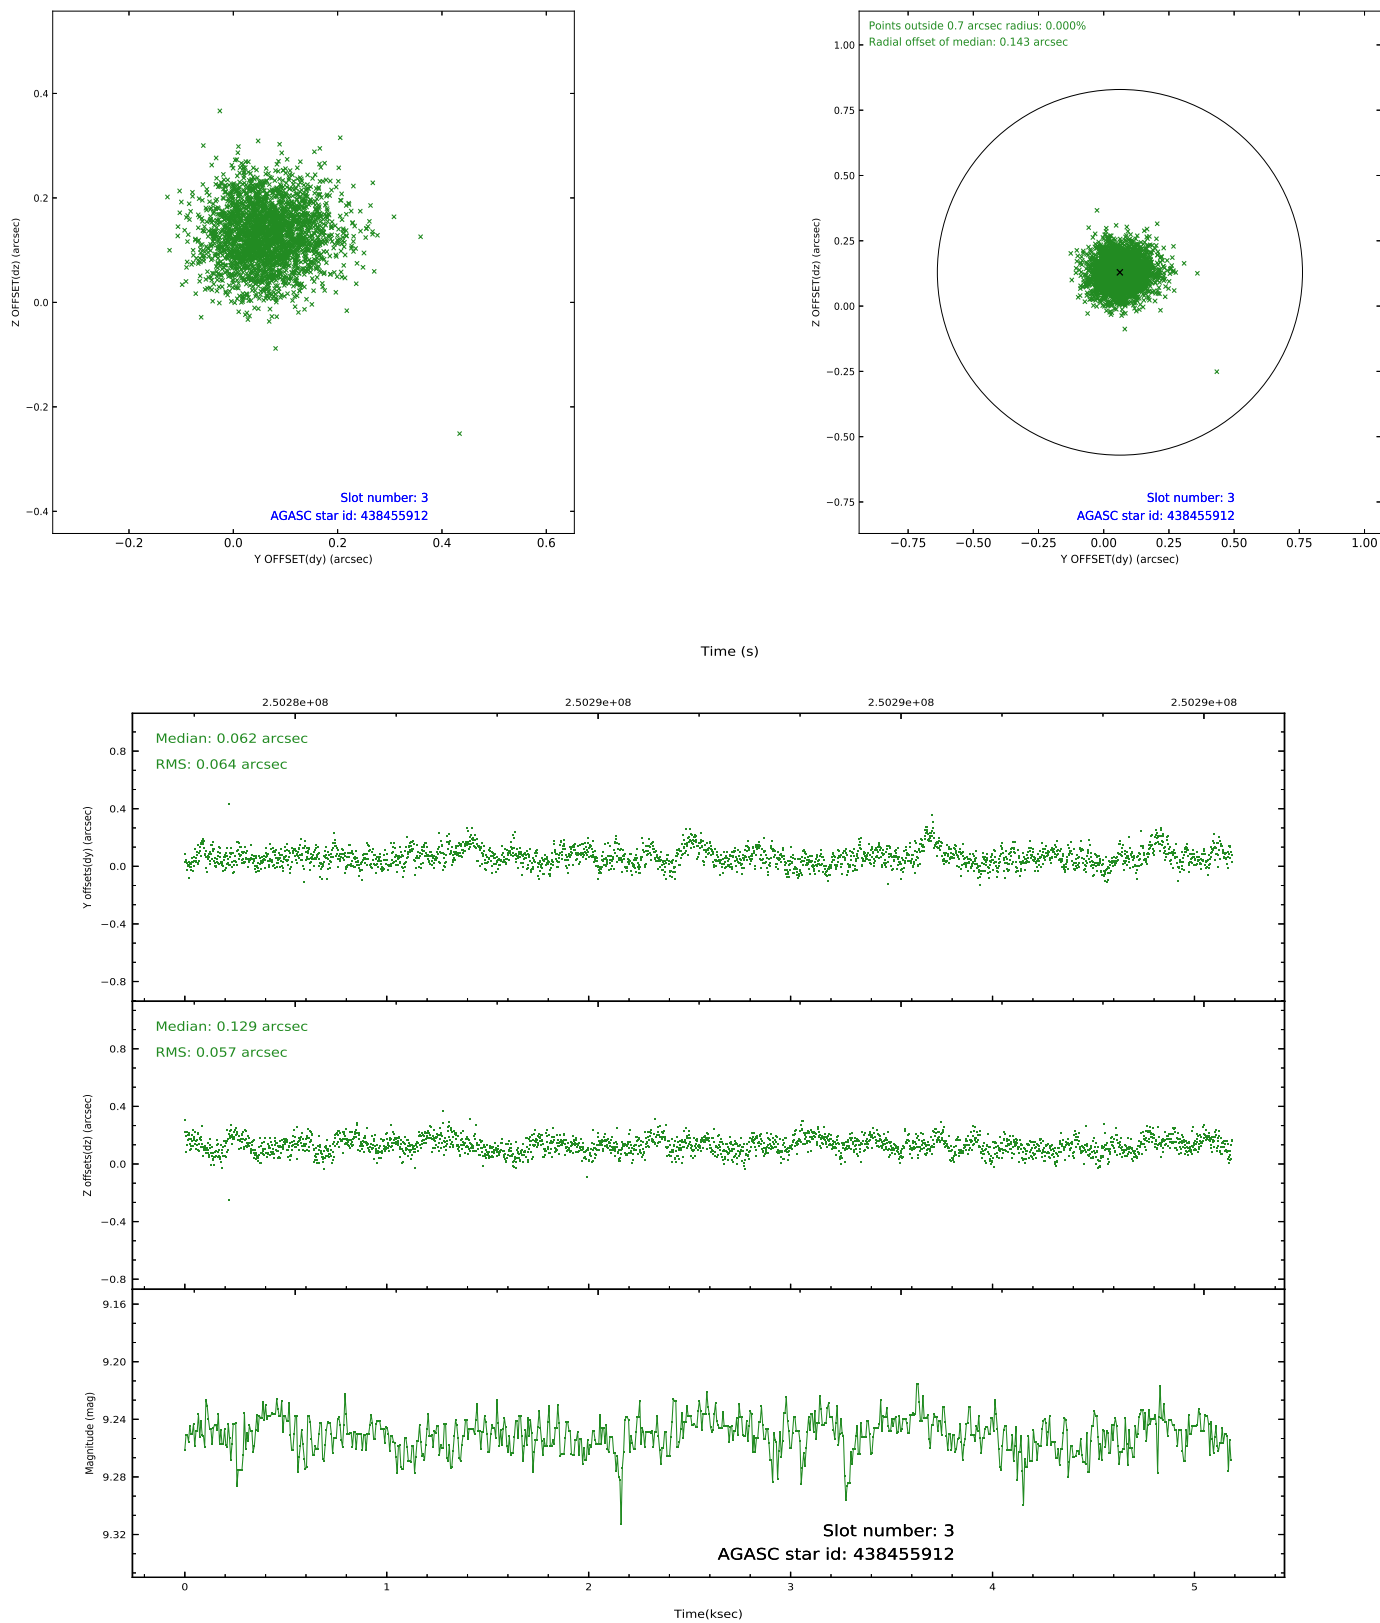 Points outside 0.7 arcsec radius: 0.000%
Radial offset of median: 0.143 arcsec
0.4
0.2
0.0
−0.2
−0.4
Z OFFSET(dz) (arcsec)
Slot number: 3
AGASC star id: 438455912
−0.2
0.0
0.2
0.4
0.6
Y OFFSET(dy) (arcsec)
1.00
0.75
0.50
0.25
0.00
−0.25
−0.50
−0.75
Z OFFSET(dz) (arcsec)
Slot number: 3
AGASC star id: 438455912
−0.75
−0.50
−0.25
0.00
0.25
0.50
0.75
1.00
Y OFFSET(dy) (arcsec)
Time (s)
2.5028e+08
2.5029e+08
2.5029e+08
2.5029e+08
Median: 0.062 arcsec
RMS: 0.064 arcsec
0.8
0.4
0.0
−0.4
−0.8
Y offsets(dy) (arcsec)
Median: 0.129 arcsec
RMS: 0.057 arcsec
0.8
0.4
0.0
−0.4
−0.8
Z offsets(dz) (arcsec)
9.16
9.20
9.24
9.28
9.32
Magnitude (mag)
Slot number: 3
AGASC star id: 438455912
0
1
2
3
4
5
Time(ksec)